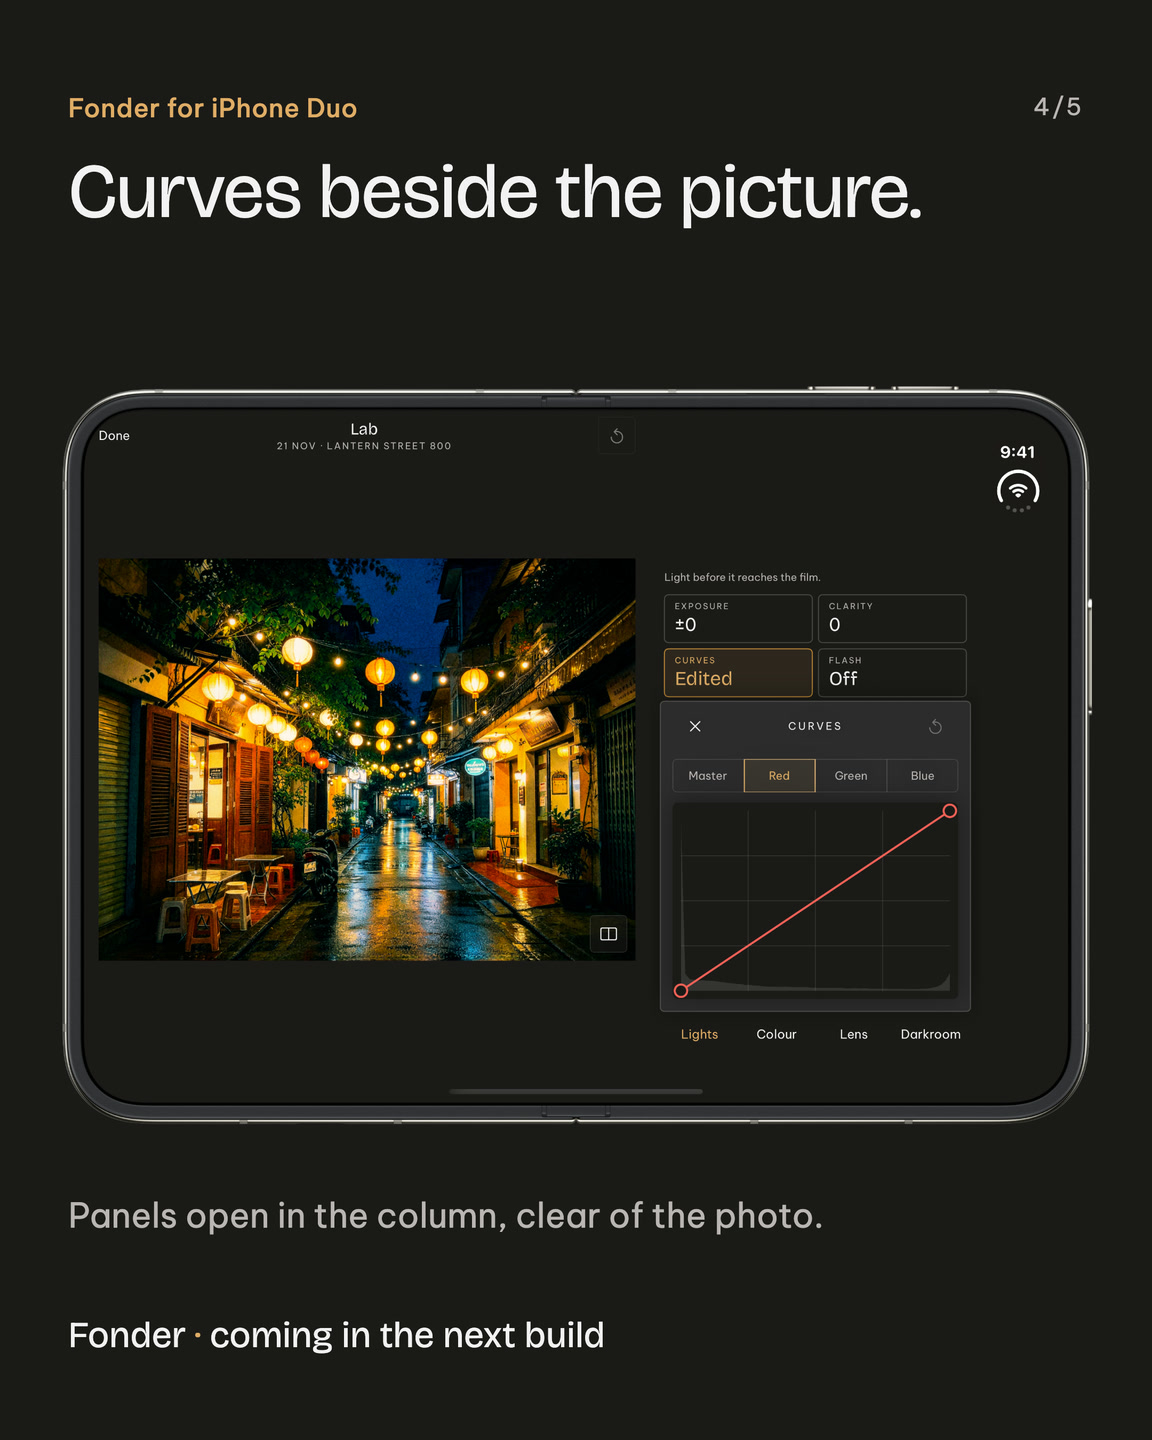 Fonder for iPhone Duo
4/5
Curves beside the picture.
Done
Lab
21 NOV · LANTERN STREET 800
9:41
Light before it reaches the film.
EXPOSURE
±0
CLARITY
0
CURVES
Edited
FLASH
Off
CURVES
Master
Red
Green
Blue
Lights
Colour
Lens
Darkroom
Panels open in the column, clear of the photo.
Fonder · coming in the next build